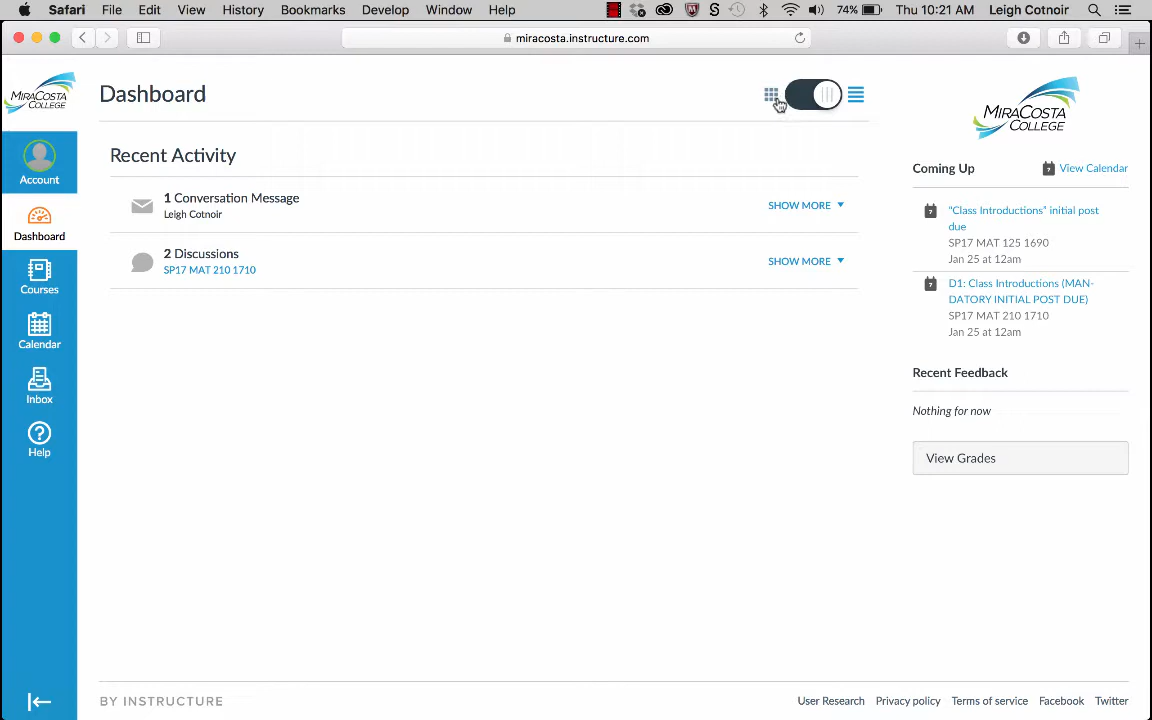 Safari File Edit View History Bookmarks Develop Window Help 74% Thu 10:21 AM Leigh Cotnoir
miracosta.instructure.com
MIRACOSTA COLLEGE
Dashboard
Account
Dashboard
Courses
Calendar
Inbox
Help
Recent Activity
1 Conversation Message
Leigh Cotnoir
SHOW MORE
2 Discussions
SP17 MAT 210 1710
SHOW MORE
MIRACOSTA
COLLEGE
Coming Up
View Calendar
"Class Introductions" initial post
due
SP17 MAT 125 1690
Jan 25 at 12am
D1: Class Introductions (MAN-
DATORY INITIAL POST DUE)
SP17 MAT 210 1710
Jan 25 at 12am
Recent Feedback
Nothing for now
View Grades
BY INSTRUCTURE
User Research Privacy policy Terms of service Facebook Twitter